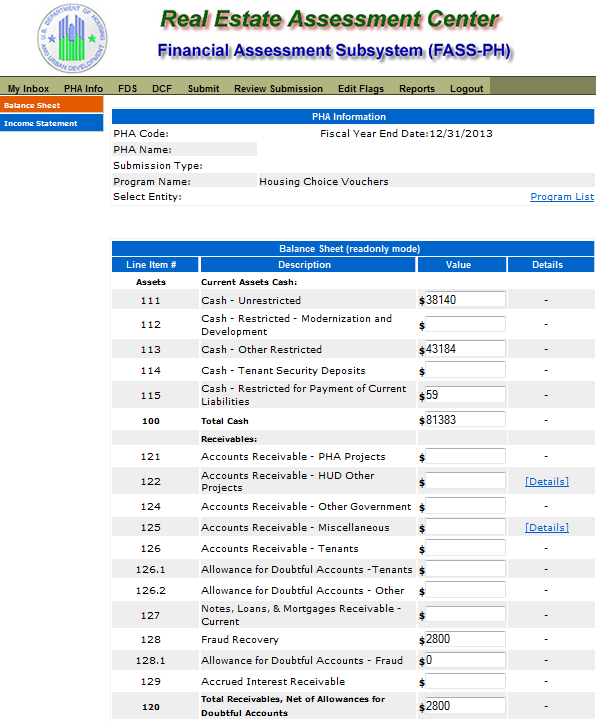 U.S. DEPARTMENT OF HOUSING
AND URBAN DEVELOPMENT
Real Estate Assessment Center
Financial Assessment Subsystem (FASS-PH)
My Inbox PHA Info FDS DCF Submit Review Submission Edit Flags Reports Logout
Balance Sheet
Income Statement
PHA Information
PHA Code: Fiscal Year End Date:12/31/2013
PHA Name:
Submission Type:
Program Name: Housing Choice Vouchers
Select Entity: Program List
Balance Sheet (readonly mode)
Line Item # Description Value Details
Assets Current Assets Cash:
111 Cash - Unrestricted $38140 -
112 Cash - Restricted - Modernization and
Development $ -
113 Cash - Other Restricted $43184 -
114 Cash - Tenant Security Deposits $ -
115 Cash - Restricted for Payment of Current
Liabilities $59 -
100 Total Cash $81383 -
Receivables:
121 Accounts Receivable - PHA Projects $ -
122 Accounts Receivable - HUD Other
Projects $ [Details]
124 Accounts Receivable - Other Government $ -
125 Accounts Receivable - Miscellaneous $ [Details]
126 Accounts Receivable - Tenants $ -
126.1 Allowance for Doubtful Accounts -Tenants $ -
126.2 Allowance for Doubtful Accounts - Other $ -
127 Notes, Loans, & Mortgages Receivable -
Current $ -
128 Fraud Recovery $2800 -
128.1 Allowance for Doubtful Accounts - Fraud $0 -
129 Accrued Interest Receivable $ -
120 Total Receivables, Net of Allowances for
Doubtful Accounts $2800 -